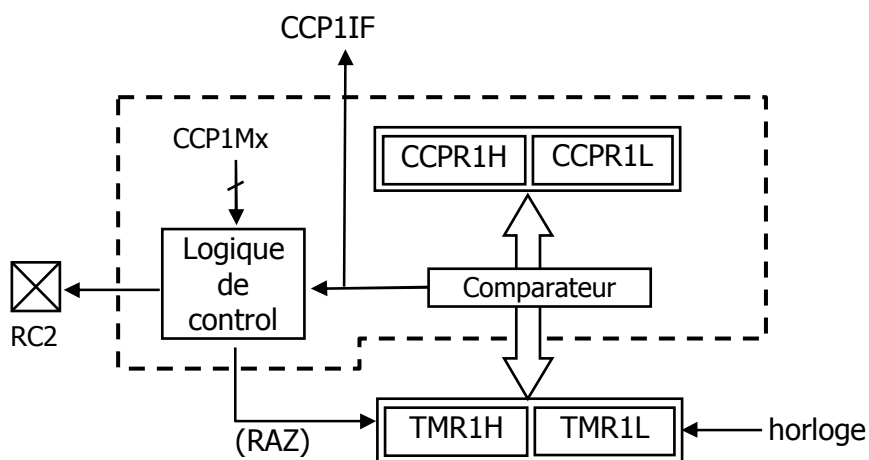 CCP1IF
CCP1Mx
CCPR1H CCPR1L
Logique
de
control
Comparateur
RC2
(RAZ)
TMR1H TMR1L
horloge